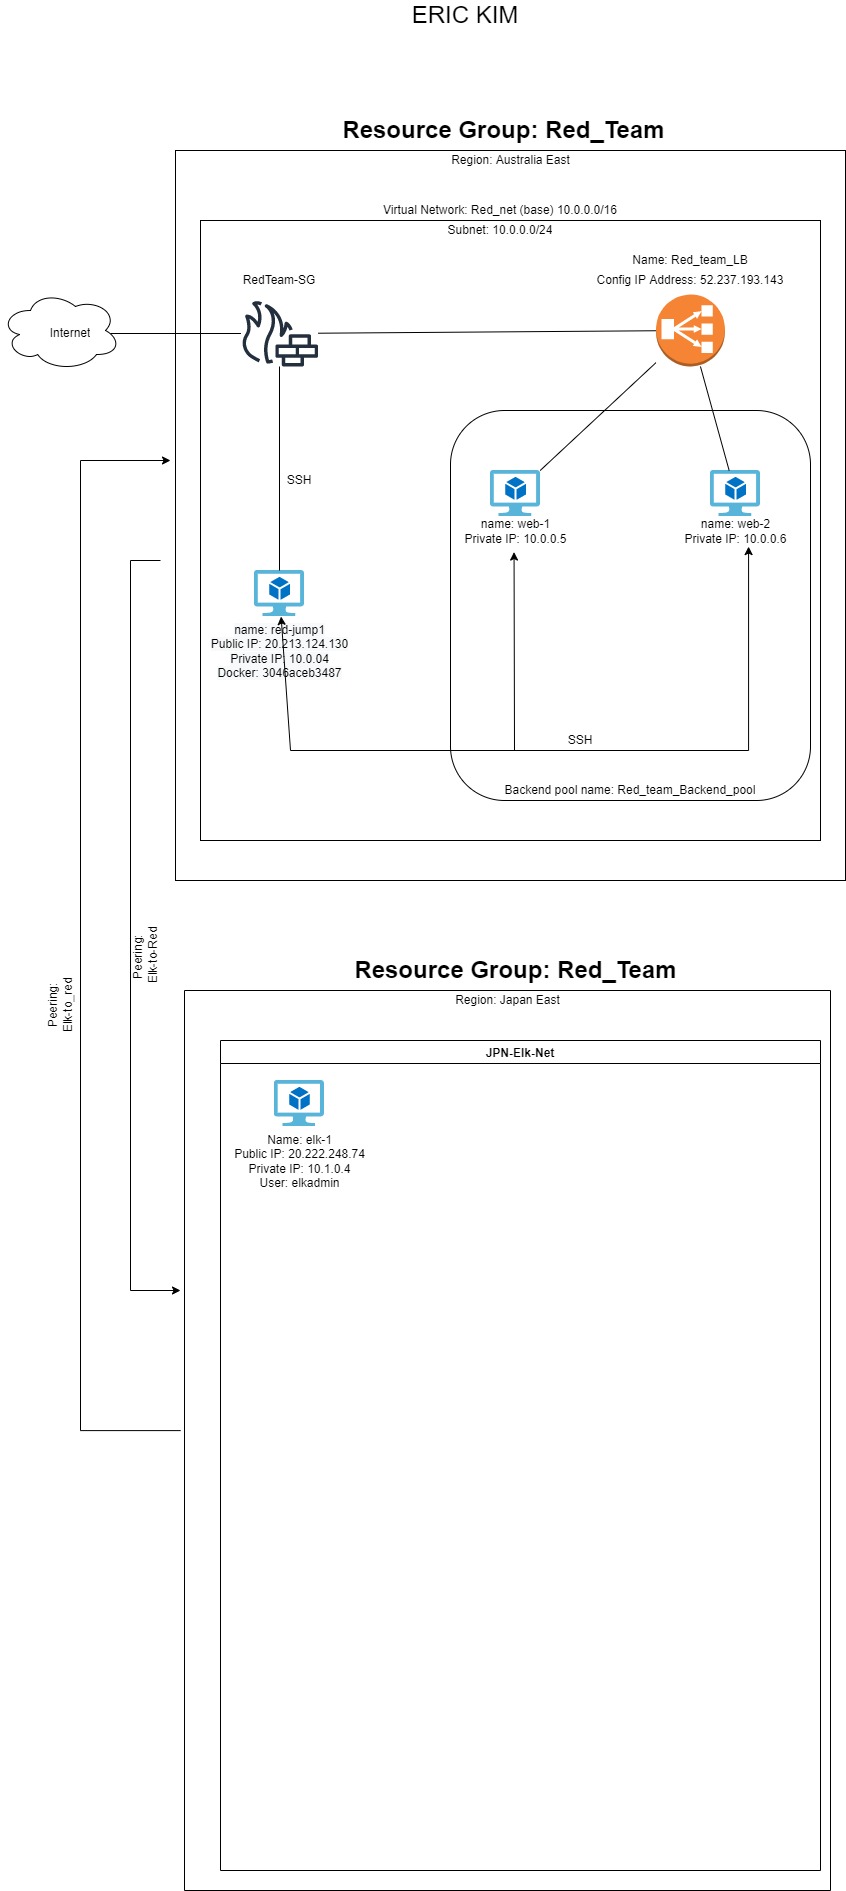 ERIC KIM
Resource Group: Red_Team
Region: Australia East
Virtual Network: Red_net (base) 10.0.0.0/16
Subnet: 10.0.0.0/24
RedTeam-SG
Name: Red_team_LB
Config IP Address: 52.237.193.143
Internet
SSH
name: web-1
Private IP: 10.0.0.5
name: web-2
Private IP: 10.0.0.6
name: red-jump1
Public IP: 20.213.124.130
Private IP: 10.0.04
Docker: 3046aceb3487
SSH
Backend pool name: Red_team_Backend_pool
Peering:
Elk-to-Red
Peering:
Elk-to_red
Resource Group: Red_Team
Region: Japan East
JPN-Elk-Net
Name: elk-1
Public IP: 20.222.248.74
Private IP: 10.1.0.4
User: elkadmin